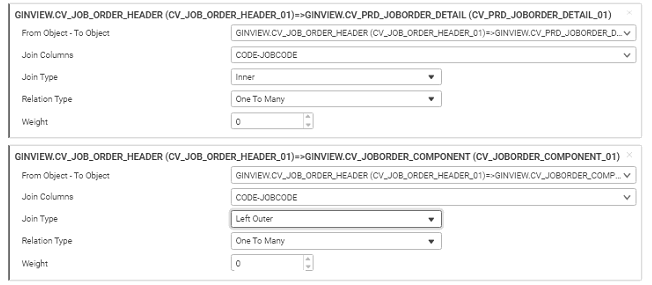 GINVIEW.CV_JOB_ORDER_HEADER (CV_JOB_ORDER_HEADER_01)=>GINVIEW.CV_PRD_JOBORDER_DETAIL (CV_PRD_JOBORDER_DETAIL_01)
From Object - To Object GINVIEW.CV_JOB_ORDER_HEADER (CV_JOB_ORDER_HEADER_01)=>GINVIEW.CV_PRD_JOBORDER_D...
Join Columns CODE-JOBCODE
Join Type Inner
Relation Type One To Many
Weight 0
GINVIEW.CV_JOB_ORDER_HEADER (CV_JOB_ORDER_HEADER_01)=>GINVIEW.CV_JOBORDER_COMPONENT (CV_JOBORDER_COMPONENT_01)
From Object - To Object GINVIEW.CV_JOB_ORDER_HEADER (CV_JOB_ORDER_HEADER_01)=>GINVIEW.CV_JOBORDER_COMP...
Join Columns CODE-JOBCODE
Join Type Left Outer
Relation Type One To Many
Weight 0